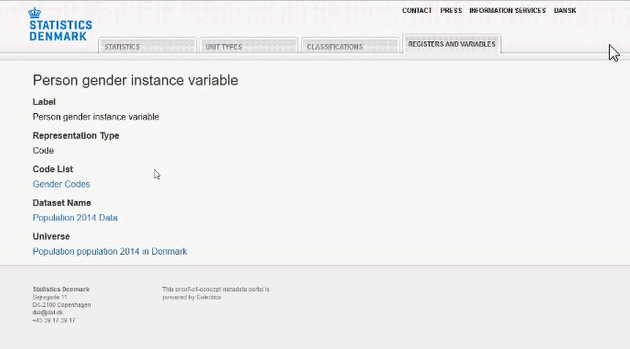 CONTACT PRESS INFORMATION SERVICES DANSK
STATISTICS
DENMARK
STATISTICS UNIT TYPES CLASSIFICATIONS REGISTERS AND VARIABLES
Person gender instance variable
Label
Person gender instance variable
Representation Type
Code
Code List
Gender Codes
Dataset Name
Population 2014 Data
Universe
Population population 2014 in Denmark
Statistics Denmark
Sejrogade 11
DK-2100 Copenhagen
dst@dst.dk
+45 39 17 39 17
This proof-of-concept metadata portal is
powered by Colectica